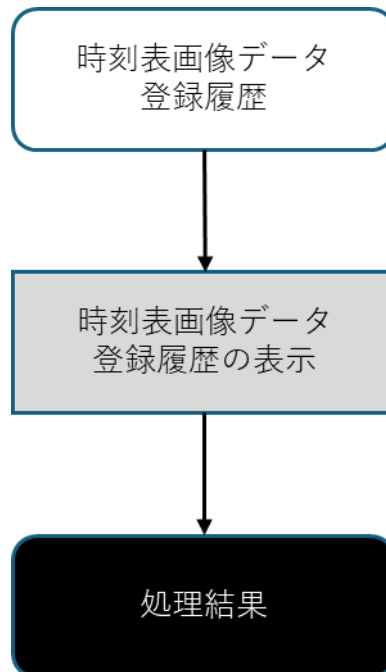 時刻表画像データ
登録履歴
時刻表画像データ
登録履歴の表示
処理結果